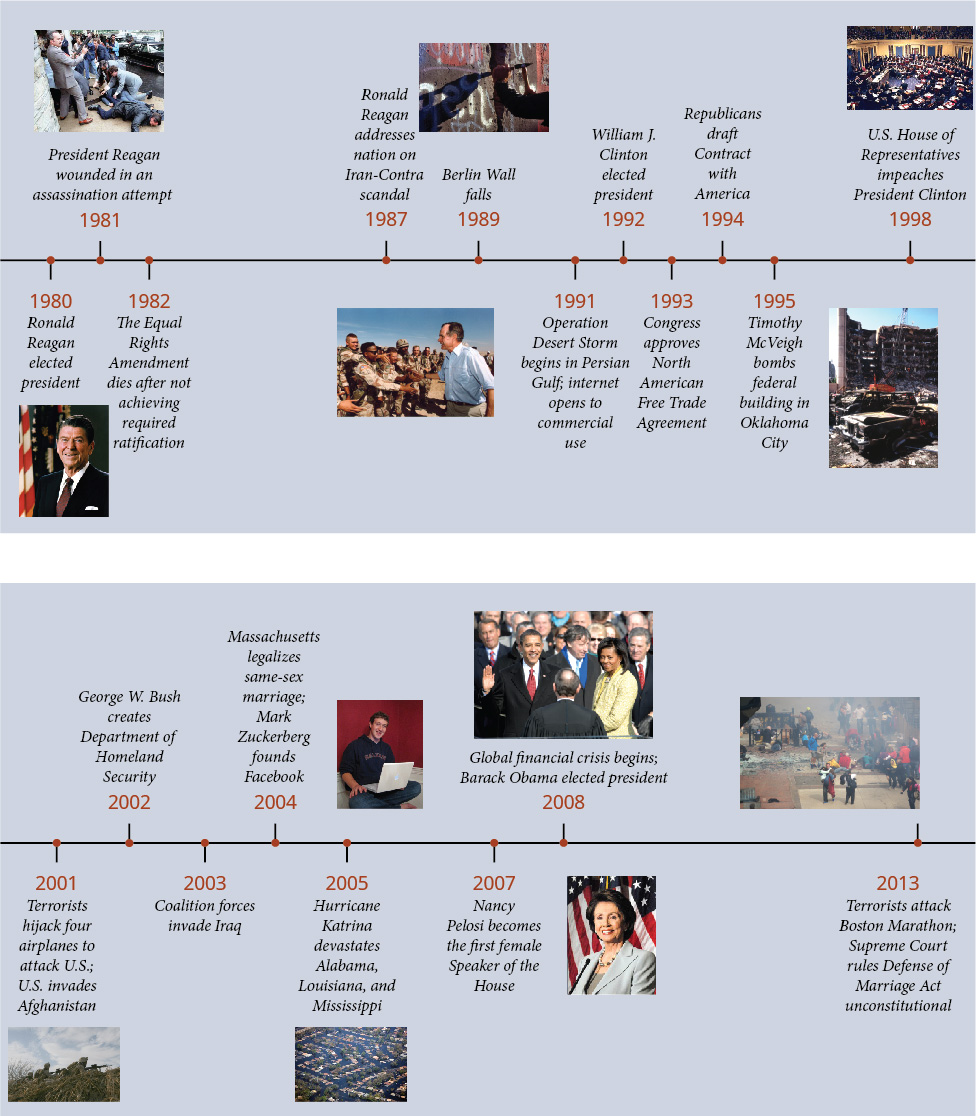 President Reagan
wounded in an
assassination attempt
1981
Ronald
Reagan
addresses
nation on
Iran-Contra
scandal
1987
Berlin Wall
falls
1989
William J.
Clinton
elected
president
1992
Republicans
draft
Contract
with
America
1994
U.S. House of
Representatives
impeaches
President Clinton
1998
1980
Ronald
Reagan
elected
president
1982
The Equal
Rights
Amendment
dies after not
achieving
required
ratification
1991
Operation
Desert Storm
begins in Persian
Gulf; internet
opens to
commercial
use
1993
Congress
approves
North
American
Free Trade
Agreement
1995
Timothy
McVeigh
bombs
federal
building in
Oklahoma
City
George W. Bush
creates
Department of
Homeland
Security
2002
Massachusetts
legalizes
same-sex
marriage;
Mark
Zuckerberg
founds
Facebook
2004
Global financial crisis begins;
Barack Obama elected president
2008
2001
Terrorists
hijack four
airplanes to
attack U.S.;
U.S. invades
Afghanistan
2003
Coalition forces
invade Iraq
2005
Hurricane
Katrina
devastates
Alabama,
Louisiana, and
Mississippi
2007
Nancy
Pelosi becomes
the first female
Speaker of the
House
2013
Terrorists attack
Boston Marathon;
Supreme Court
rules Defense of
Marriage Act
unconstitutional